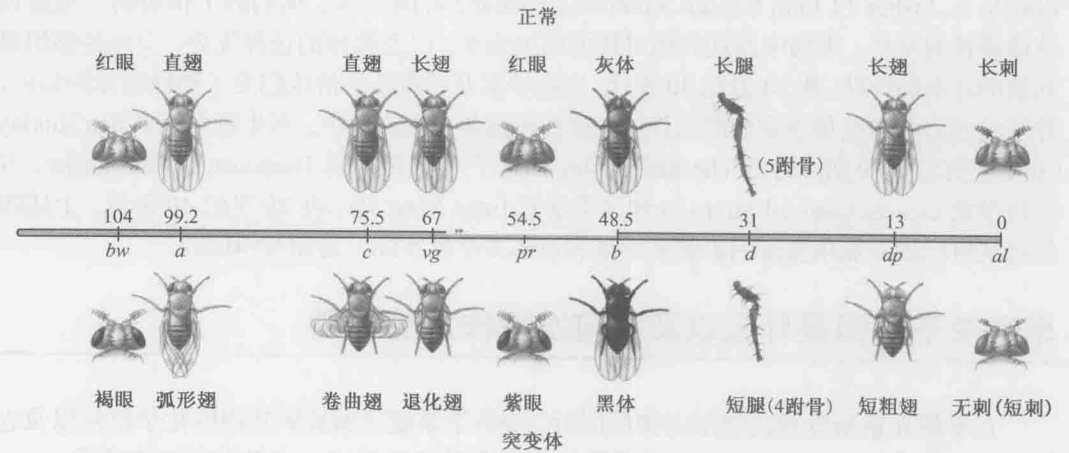 正常
红眼 直翅 直翅 长翅 红眼 灰体 长腿 长翅 长刺
(5跗骨)
104 99.2 75.5 67 54.5 48.5 31 13 0
bw a c vg pr b d dp al
褐眼 弧形翅 卷曲翅 退化翅 紫眼 黑体 短腿(4跗骨) 短粗翅 无刺(短刺)
突变体